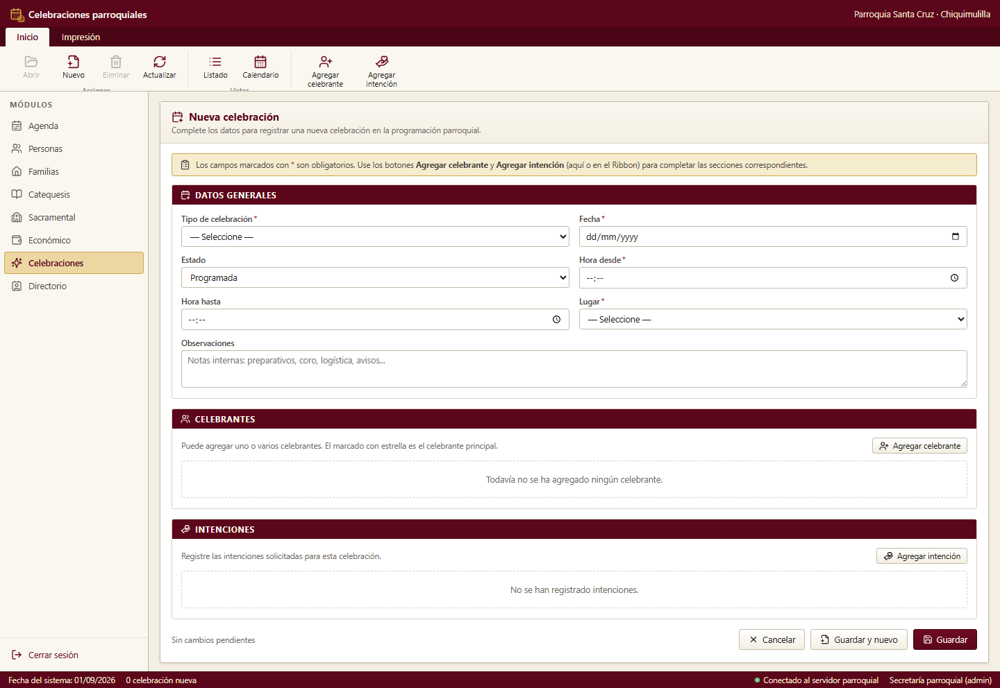 Celebraciones parroquiales
Parroquia Santa Cruz · Chiquimulilla
Inicio
Impresión
Abrir
Nuevo
Eliminar
Actualizar
Acciones
Listado
Calendario
Vistas
Agregar
celebrante
Agregar
intención
MÓDULOS
Agenda
Personas
Familias
Catequesis
Sacramental
Económico
Celebraciones
Directorio
Cerrar sesión
Nueva celebración
Complete los datos para registrar una nueva celebración en la programación parroquial.
Los campos marcados con * son obligatorios. Use los botones Agregar celebrante y Agregar intención (aquí o en el Ribbon) para completar las secciones correspondientes.
DATOS GENERALES
Tipo de celebración *
— Seleccione —
Fecha *
dd/mm/yyyy
Estado
Programada
Hora desde *
--:--
Hora hasta
--:--
Lugar *
— Seleccione —
Observaciones
Notas internas: preparativos, coro, logística, avisos...
CELEBRANTES
Puede agregar uno o varios celebrantes. El marcado con estrella es el celebrante principal.
Agregar celebrante
Todavía no se ha agregado ningún celebrante.
INTENCIONES
Registre las intenciones solicitadas para esta celebración.
Agregar intención
No se han registrado intenciones.
Sin cambios pendientes
Cancelar
Guardar y nuevo
Guardar
Fecha del sistema: 01/09/2026
0 celebración nueva
Conectado al servidor parroquial
Secretaría parroquial (admin)